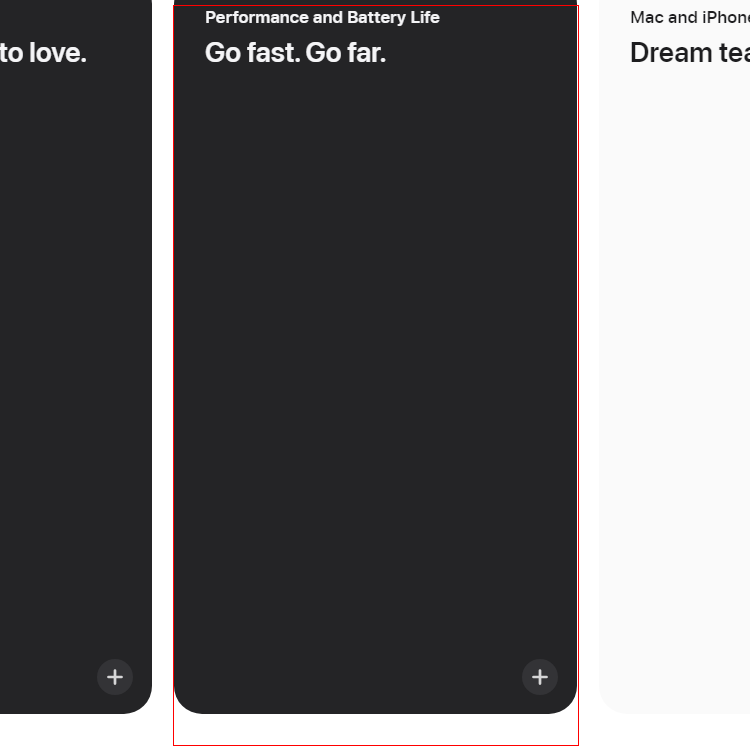 to love.
Performance and Battery Life
Go fast. Go far.
Mac and iPhone
Dream tea